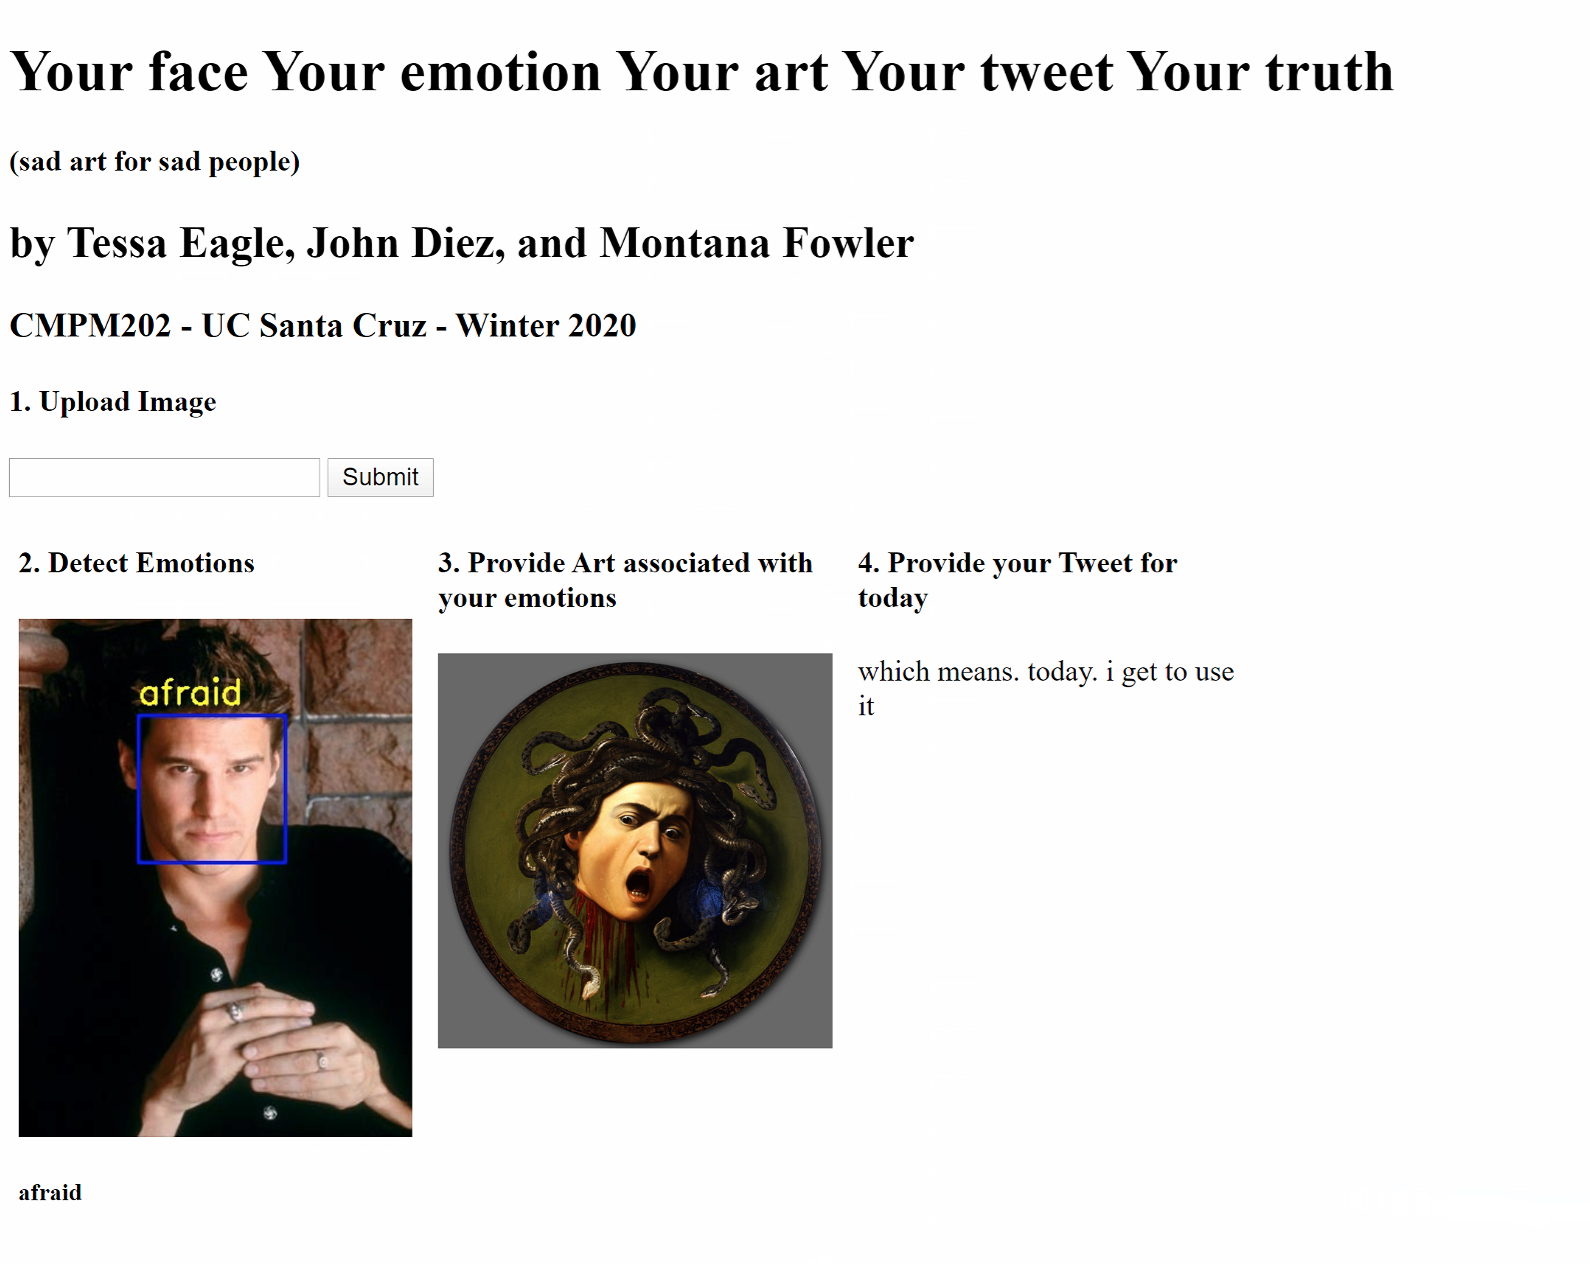 Your face Your emotion Your art Your tweet Your truth
(sad art for sad people)
by Tessa Eagle, John Diez, and Montana Fowler
CMPM202 - UC Santa Cruz - Winter 2020
1. Upload Image
Submit
2. Detect Emotions
afraid
afraid
3. Provide Art associated with
your emotions
4. Provide your Tweet for
today
which means. today. i get to use
it